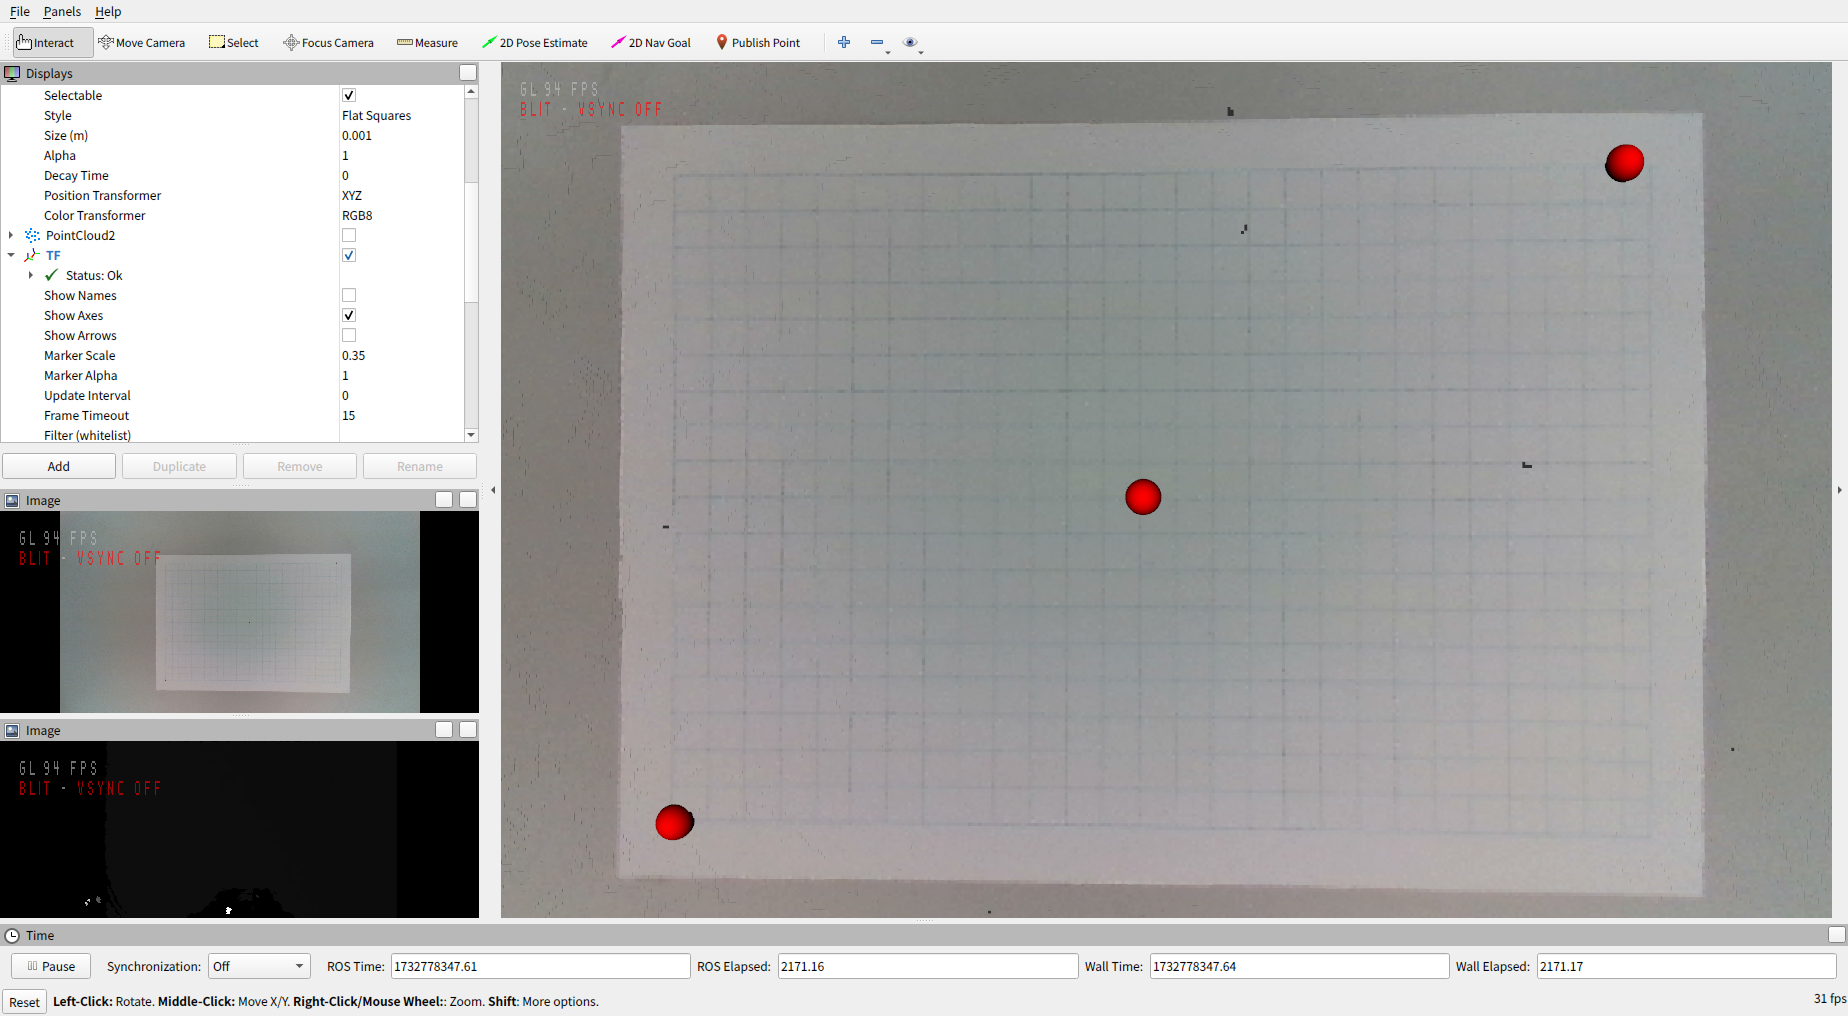 File Panels Help
Interact Move Camera Select Focus Camera Measure 2D Pose Estimate 2D Nav Goal Publish Point
Displays
Selectable
Style Flat Squares
Size (m) 0.001
Alpha 1
Decay Time 0
Position Transformer XYZ
Color Transformer RGB8
PointCloud2
TF
Status: Ok
Show Names
Show Axes
Show Arrows
Marker Scale 0.35
Marker Alpha 1
Update Interval 0
Frame Timeout 15
Filter (whitelist)
Add Duplicate Remove Rename
Image
GL 94 FPS
BLIT - VSYNC OFF
Image
GL 94 FPS
BLIT - VSYNC OFF
GL 94 FPS
BLIT - VSYNC OFF
Time
Pause Synchronization: Off ROS Time: 1732778347.61 ROS Elapsed: 2171.16 Wall Time: 1732778347.64 Wall Elapsed: 2171.17
Reset Left-Click: Rotate. Middle-Click: Move X/Y. Right-Click/Mouse Wheel:: Zoom. Shift: More options. 31 fps